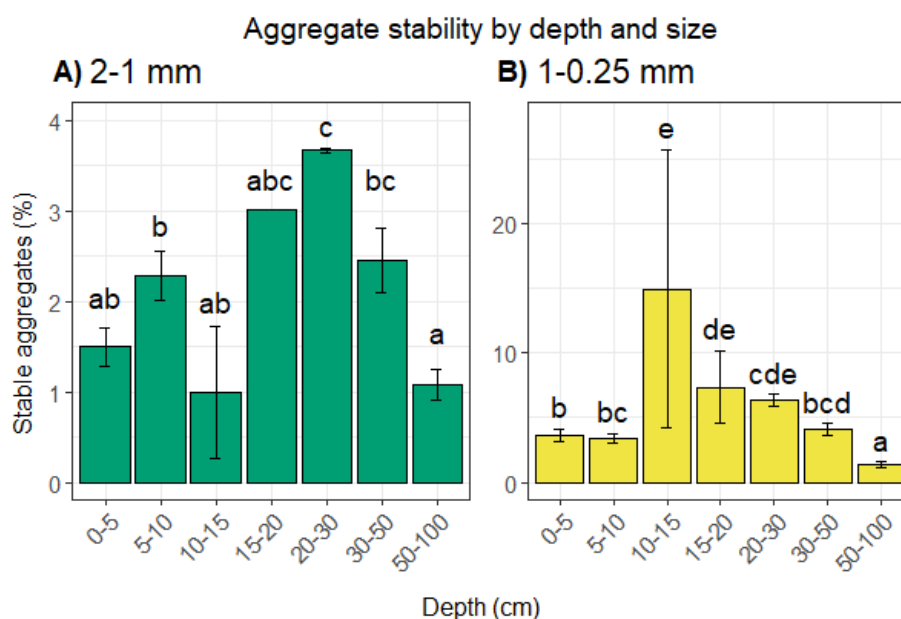 Aggregate stability by depth and size
A) 2-1 mm
B) 1-0.25 mm
Stable aggregates (%)
4
3
2
1
0
ab
b
ab
abc
c
bc
a
0-5
5-10
10-15
15-20
20-30
30-50
50-100
20
10
0
b
bc
e
de
cde
bcd
a
0-5
5-10
10-15
15-20
20-30
30-50
50-100
Depth (cm)